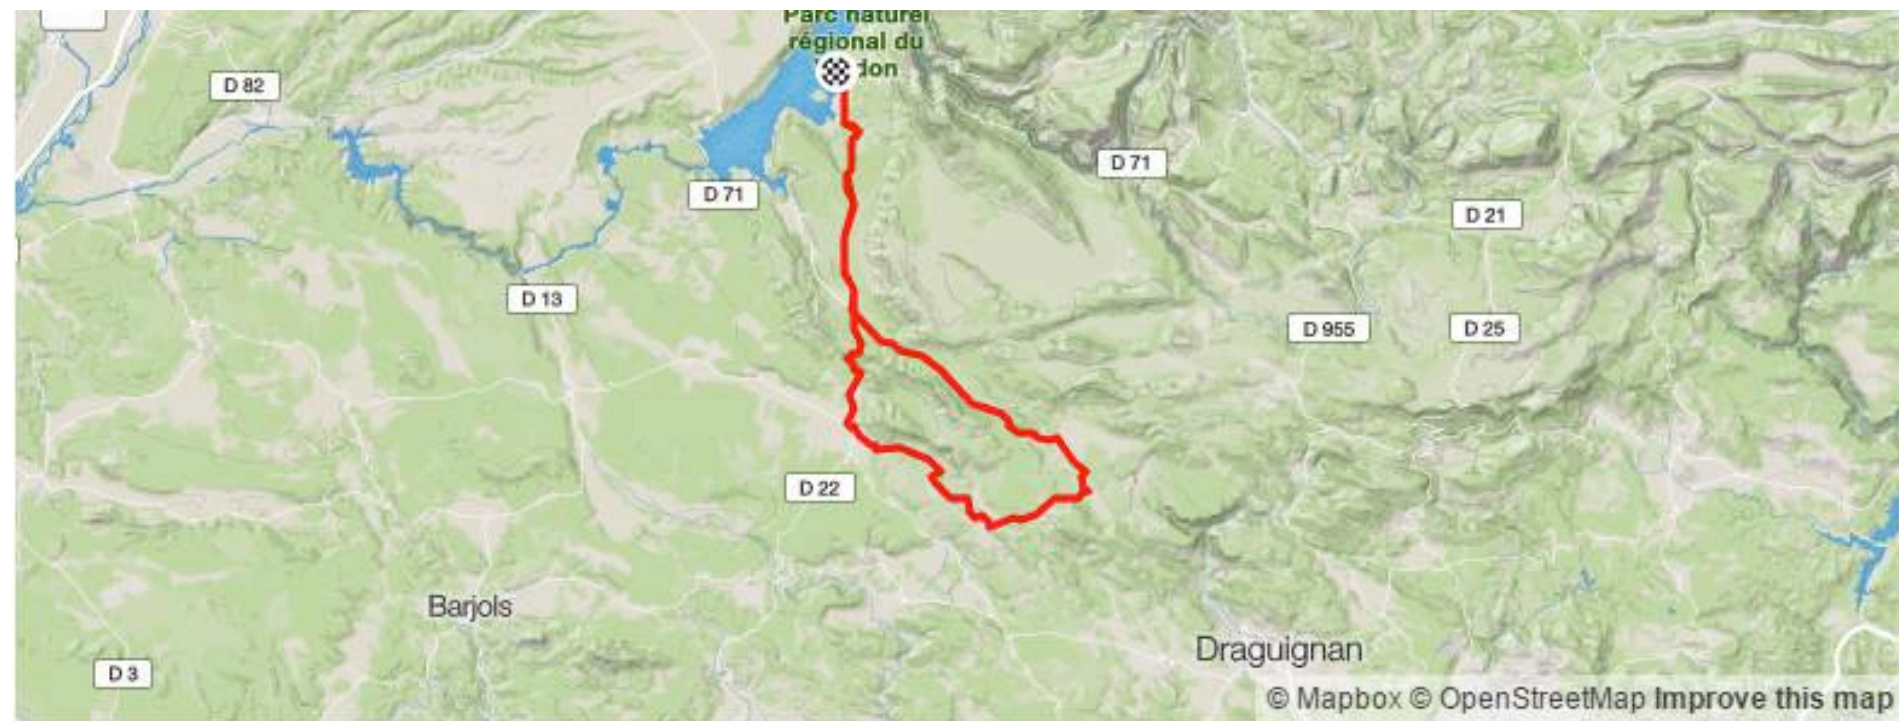 Parc naturel
régional du
D 82
D 71
D 71
D 21
D 13
D 955
D 25
D 22
Barjols
Draguignan
D 3
© Mapbox © OpenStreetMap Improve this map